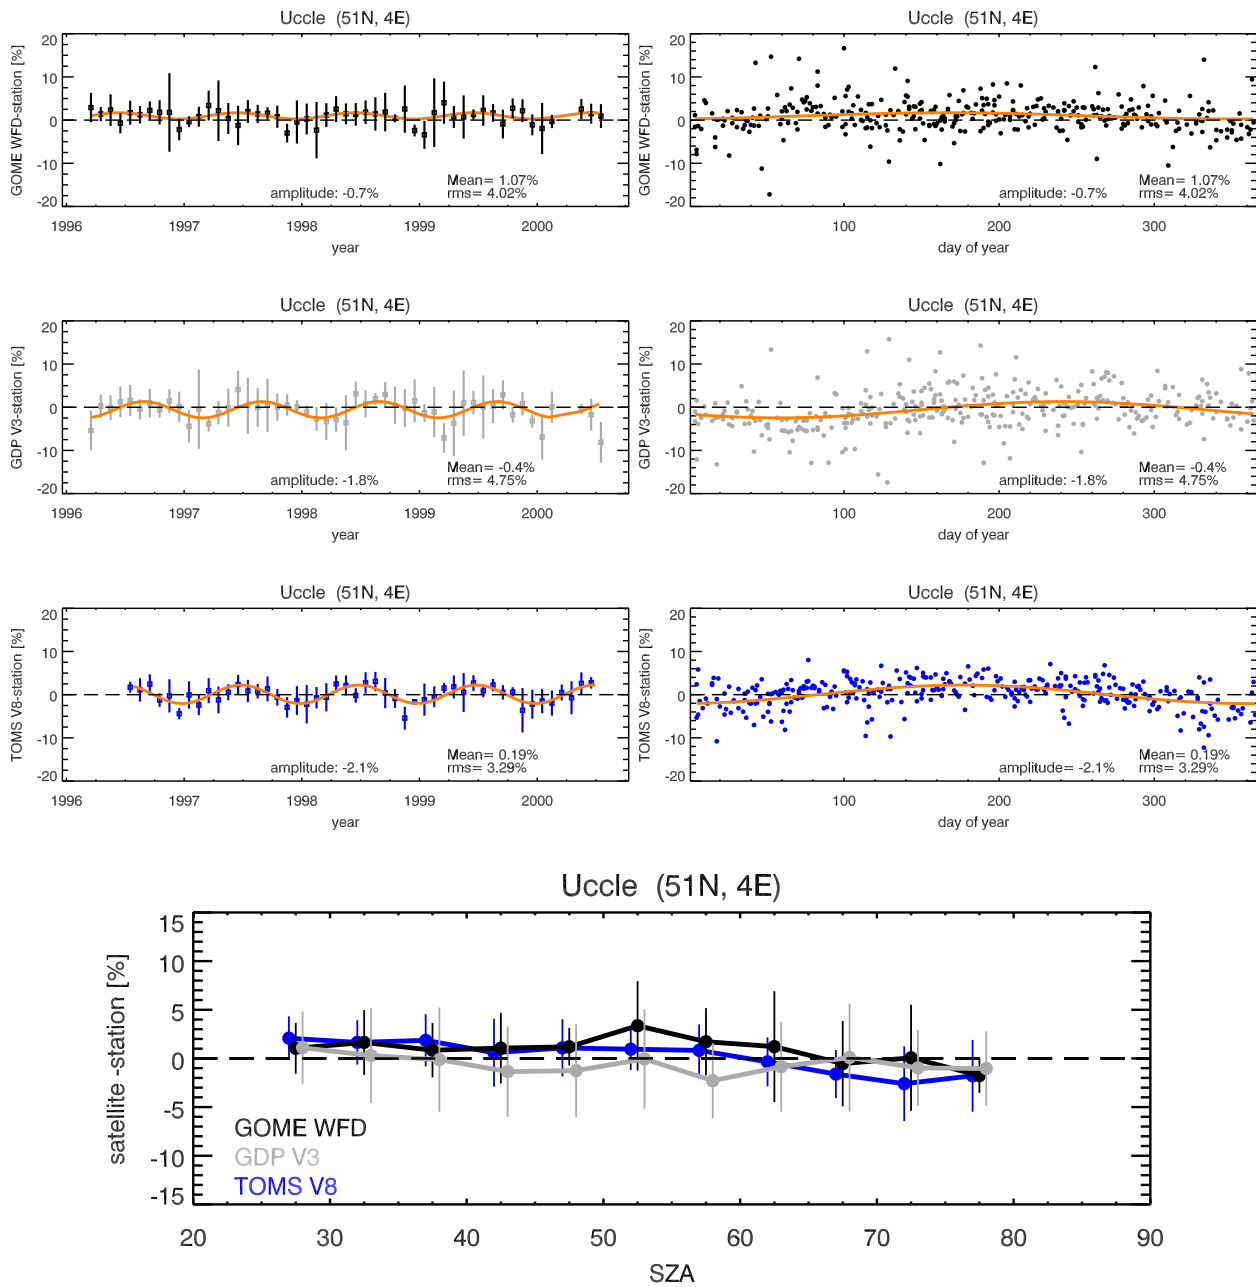 Uccle (51N, 4E)
GOME WFD-station [%]
20
10
0
-10
-20
amplitude: -0.7%
Mean= 1.07%
rms= 4.02%
1996 1997 1998 1999 2000
year
Uccle (51N, 4E)
GOME WFD-station [%]
20
10
0
-10
-20
amplitude: -0.7%
Mean= 1.07%
rms= 4.02%
100 200 300
day of year
Uccle (51N, 4E)
GDP V3-station [%]
20
10
0
-10
-20
amplitude: -1.8%
Mean= -0.4%
rms= 4.75%
1996 1997 1998 1999 2000
year
Uccle (51N, 4E)
GDP V3-station [%]
20
10
0
-10
-20
amplitude: -1.8%
Mean= -0.4%
rms= 4.75%
100 200 300
day of year
Uccle (51N, 4E)
TOMS V8-station [%]
20
10
0
-10
-20
amplitude: -2.1%
Mean= 0.19%
rms= 3.29%
1996 1997 1998 1999 2000
year
Uccle (51N, 4E)
TOMS V8-station [%]
20
10
0
-10
-20
amplitude= -2.1%
Mean= 0.19%
rms= 3.29%
100 200 300
day of year
Uccle (51N, 4E)
satellite -station [%]
15
10
5
0
-5
-10
-15
GOME WFD
GDP V3
TOMS V8
20 30 40 50 60 70 80 90
SZA